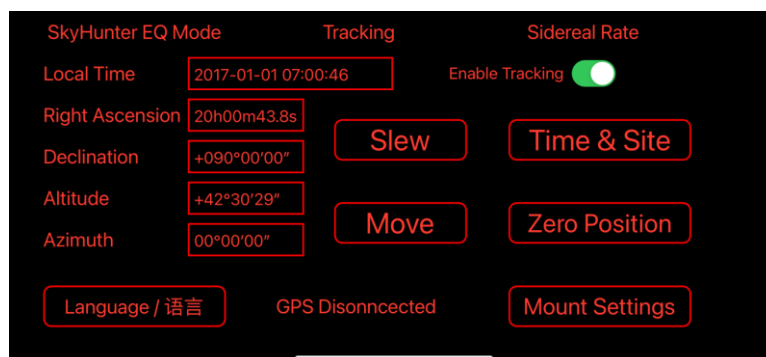 SkyHunter EQ Mode Tracking Sidereal Rate
Local Time 2017-01-01 07:00:46 Enable Tracking
Right Ascension 20h00m43.8s
Slew Time & Site
Declination +090°00'00"
Altitude +42°30'29"
Move Zero Position
Azimuth 00°00'00"
Language / 语言 GPS Disonncected Mount Settings